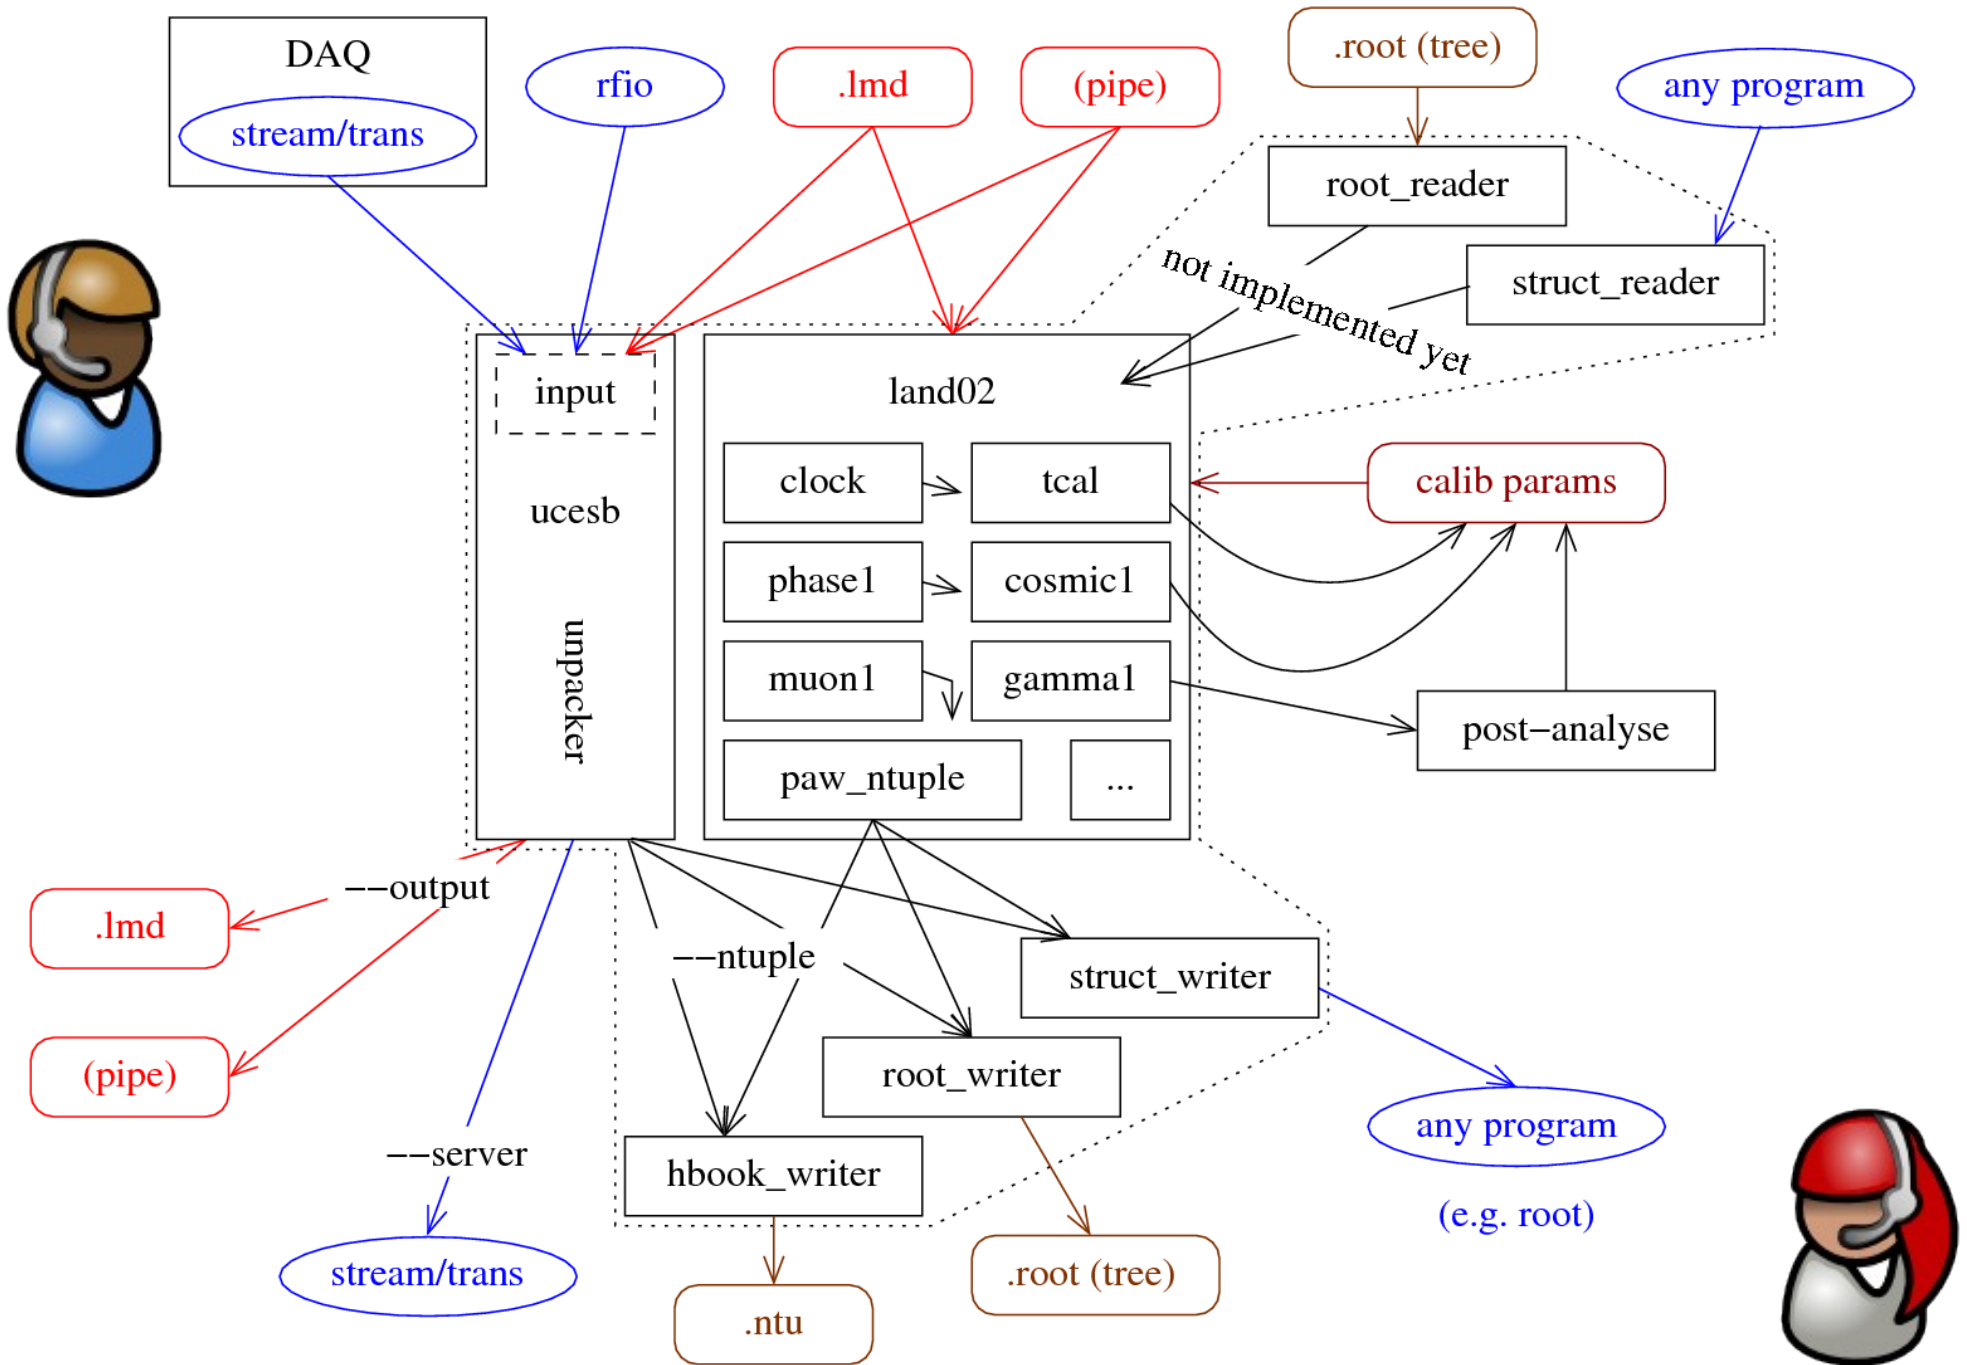 DAQ
stream/trans
rfio
.lmd
(pipe)
.root (tree)
any program
root_reader
struct_reader
not implemented yet
input
ucesb
unpacker
land02
clock
tcal
phase1
cosmic1
muon1
gamma1
paw_ntuple
...
calib params
post−analyse
−−output
.lmd
(pipe)
−−server
stream/trans
−−ntuple
struct_writer
root_writer
hbook_writer
any program
(e.g. root)
.root (tree)
.ntu